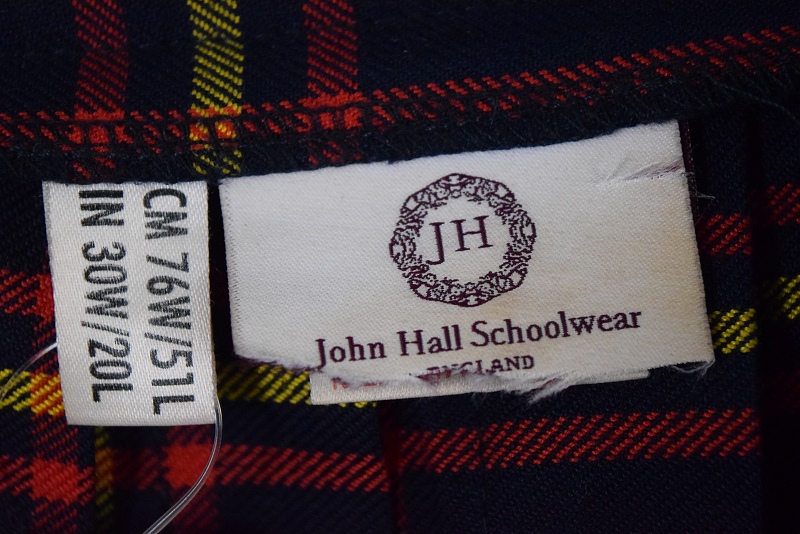 CM 76W/51L
IN 30W/20L
JH
John Hall Schoolwear
ENGLAND